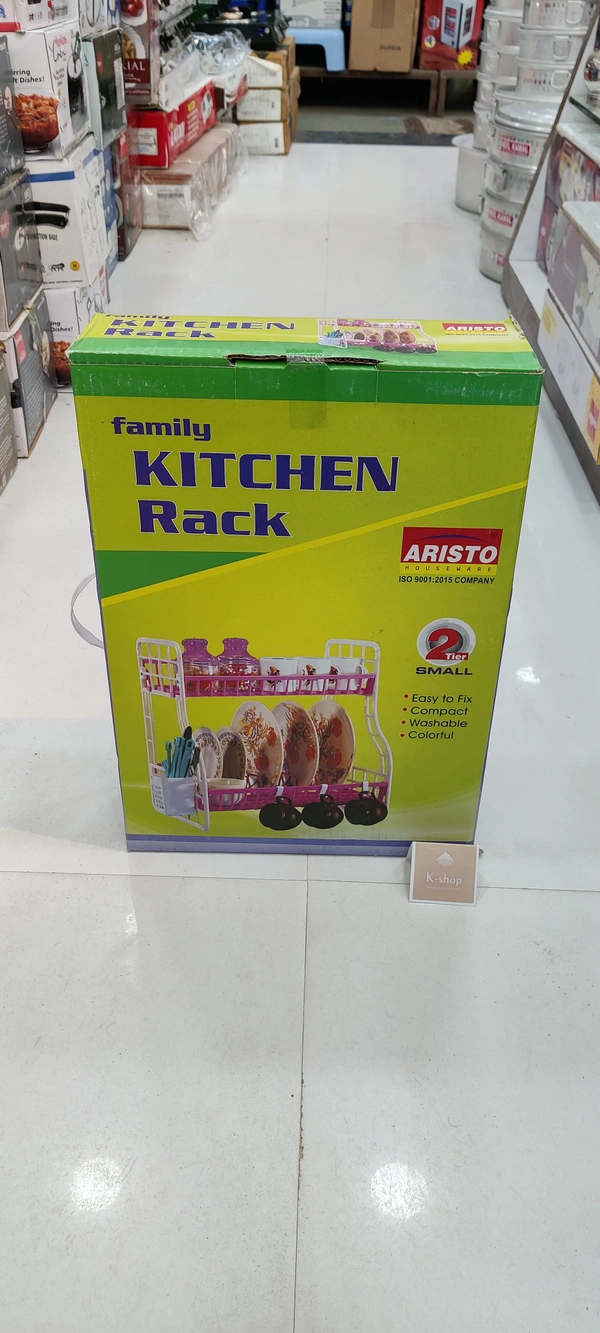 family
KITCHEN
Rack
ARISTO
family
KITCHEN
Rack
ARISTO
HOUSEWARE
ISO 9001:2015 COMPANY
2
Tier
SMALL
Easy to Fix
Compact
Washable
Colorful
K-shop